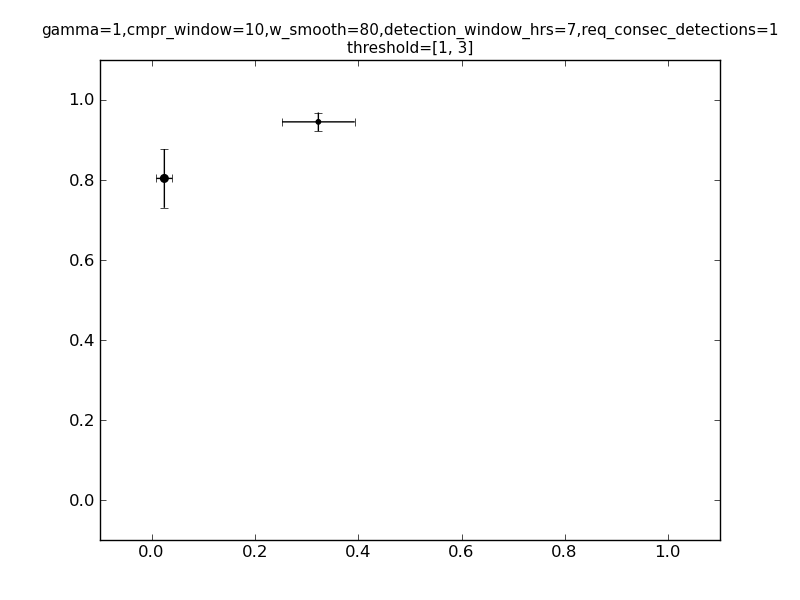 gamma=1,cmpr_window=10,w_smooth=80,detection_window_hrs=7,req_consec_detections=1
threshold=[1, 3]
1.0
0.8
0.6
0.4
0.2
0.0
0.0 0.2 0.4 0.6 0.8 1.0